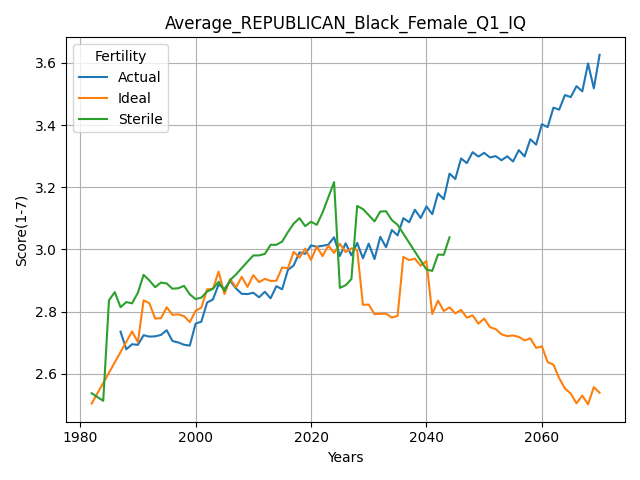 Average_REPUBLICAN_Black_Female_Q1_IQ
Fertility
Actual
Ideal
Sterile
Score(1-7)
3.6
3.4
3.2
3.0
2.8
2.6
1980
2000
2020
2040
2060
Years